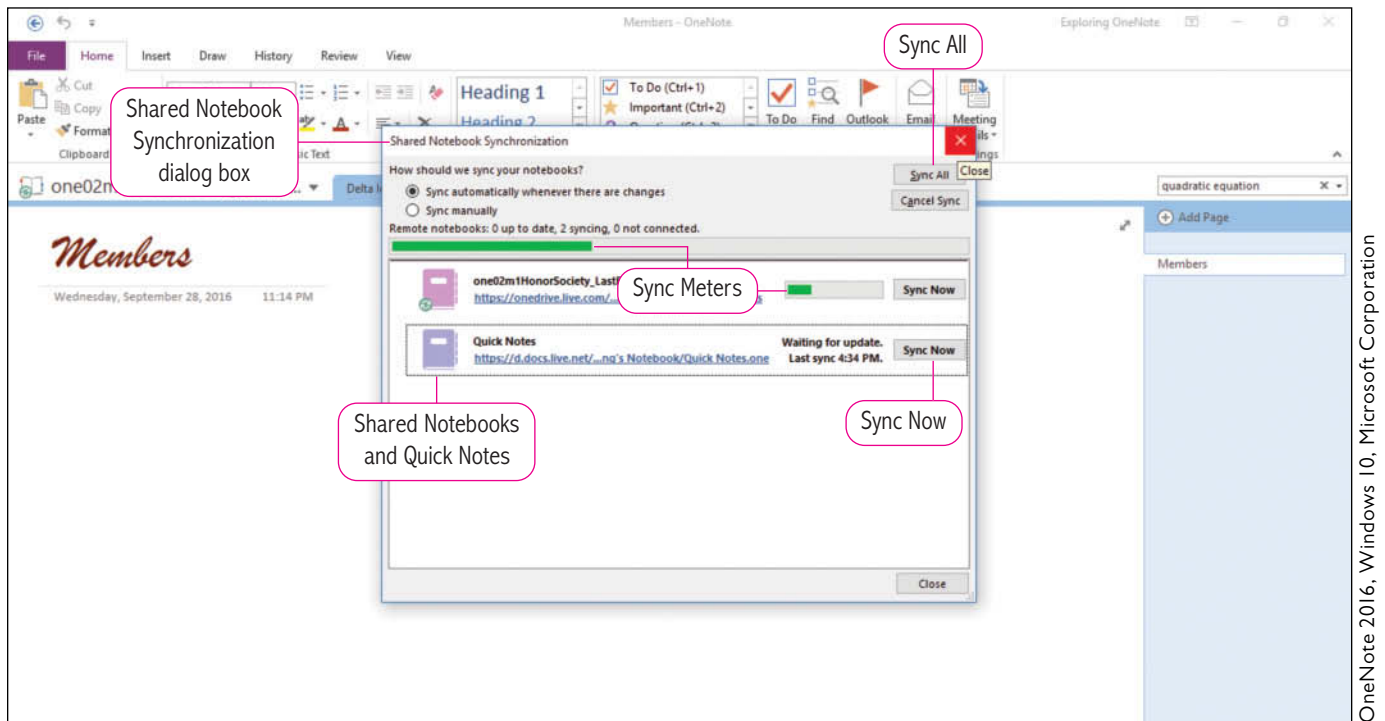 Members - OneNote
Exploring OneNote
File Home Insert Draw History Review View
Sync All
Cut
Copy
Paste
Format
Clipboard
Heading 1
Heading 2
To Do (Ctrl+1)
Important (Ctrl+2)
To Do Find Outlook Email Meeting
Shared Notebook
Synchronization
dialog box
Shared Notebook Synchronization
How should we sync your notebooks?
Sync All
Close
Sync automatically whenever there are changes
Cancel Sync
Sync manually
Remote notebooks: 0 up to date, 2 syncing, 0 not connected.
quadratic equation
Add Page
Members
Members
Wednesday, September 28, 2016 11:14 PM
Sync Meters
https://onedrive.live.com/...
Sync Now
Quick Notes
Waiting for update.
https://d.docs.live.net/...ng's Notebook/Quick Notes.one
Last sync 4:34 PM.
Sync Now
Shared Notebooks
and Quick Notes
Sync Now
Close
OneNote 2016, Windows 10, Microsoft Corporation